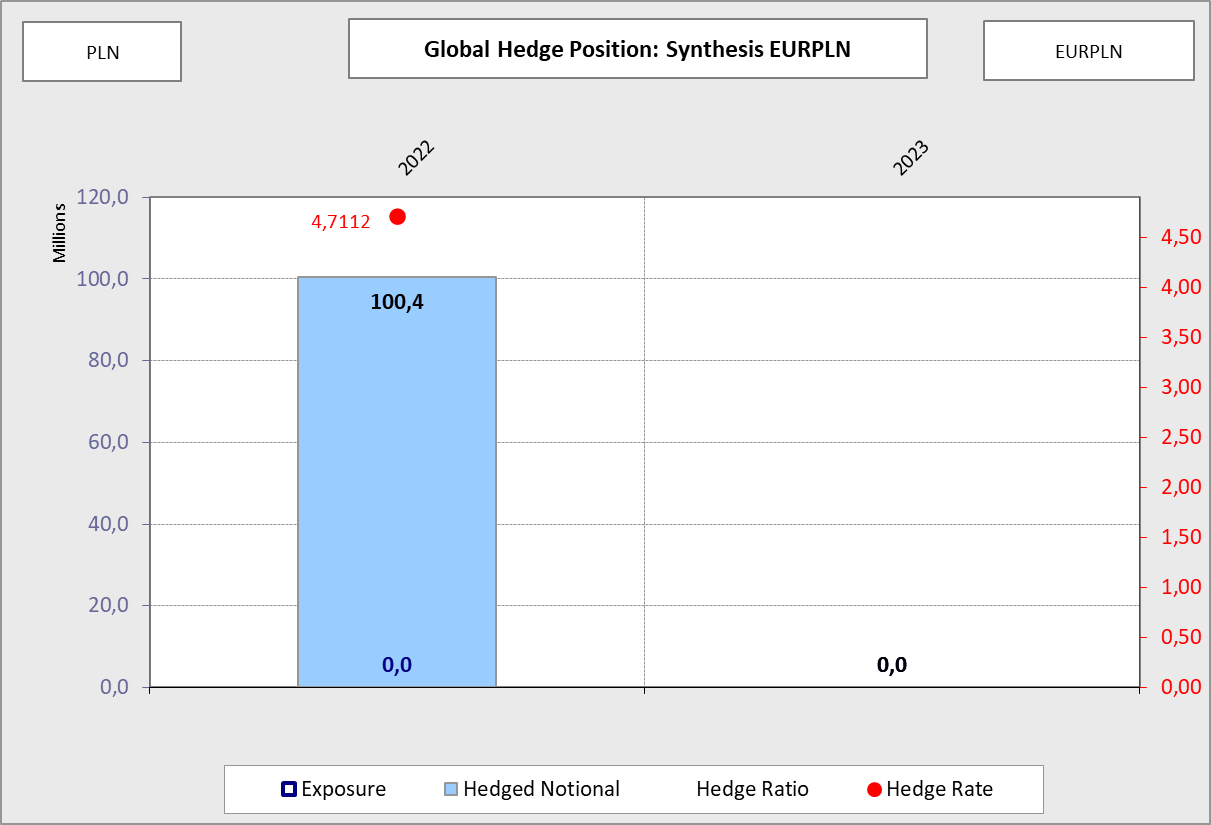 PLN
Global Hedge Position: Synthesis EURPLN
EURPLN
2022
2023
Millions
120,0
100,0
80,0
60,0
40,0
20,0
0,0
4,7112
100,4
0,0
0,0
4,50
4,00
3,50
3,00
2,50
2,00
1,50
1,00
0,50
0,00
Exposure
Hedged Notional
Hedge Ratio
Hedge Rate